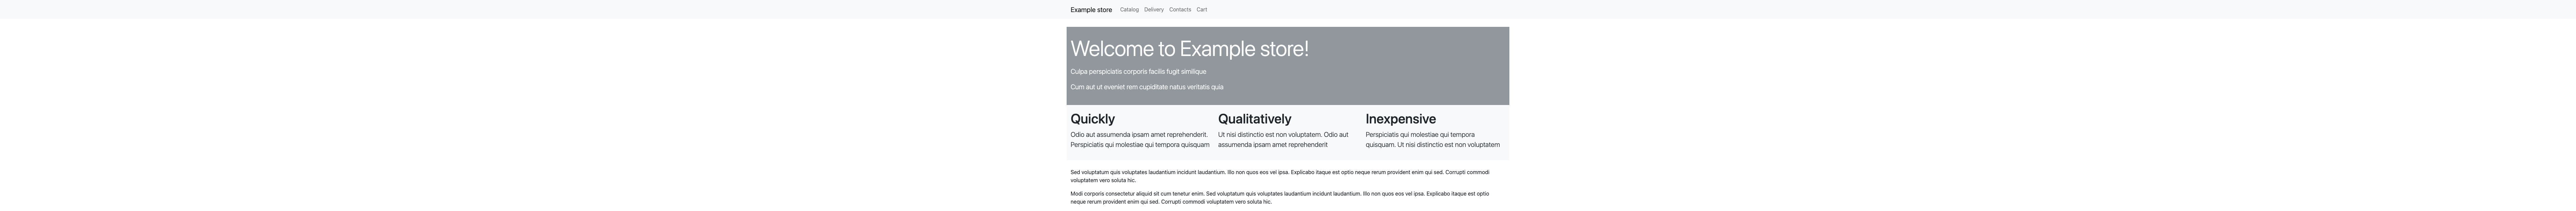 Example store Catalog Delivery Contacts Cart
Welcome to Example store!
Culpa perspiciatis corporis facilis fugit similique
Cum aut ut eveniet rem cupiditate natus veritatis quia
Quickly
Odio aut assumenda ipsam amet reprehenderit.
Perspiciatis qui molestiae qui tempora quisquam
Qualitatively
Ut nisi distinctio est non voluptatem. Odio aut
assumenda ipsam amet reprehenderit
Inexpensive
Perspiciatis qui molestiae qui tempora
quisquam. Ut nisi distinctio est non voluptatem
Sed voluptatum quis voluptates laudantium incidunt laudantium. Illo non quos eos vel ipsa. Explicabo itaque est optio neque rerum provident enim qui sed. Corrupti commodi
voluptatem vero soluta hic.
Modi corporis consectetur aliquid sit cum tenetur enim. Sed voluptatum quis voluptates laudantium incidunt laudantium. Illo non quos eos vel ipsa. Explicabo itaque est optio
neque rerum provident enim qui sed. Corrupti commodi voluptatem vero soluta hic.